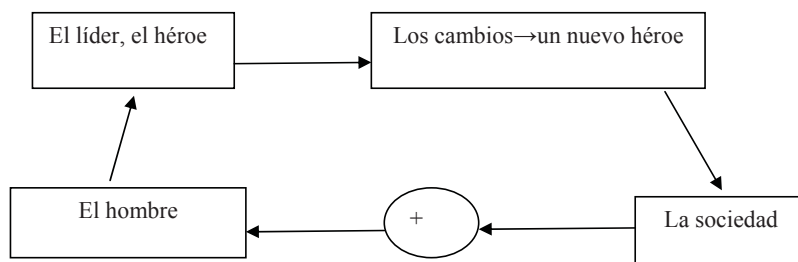 El líder, el héroe
Los cambios→un nuevo héroe
El hombre
+
La sociedad